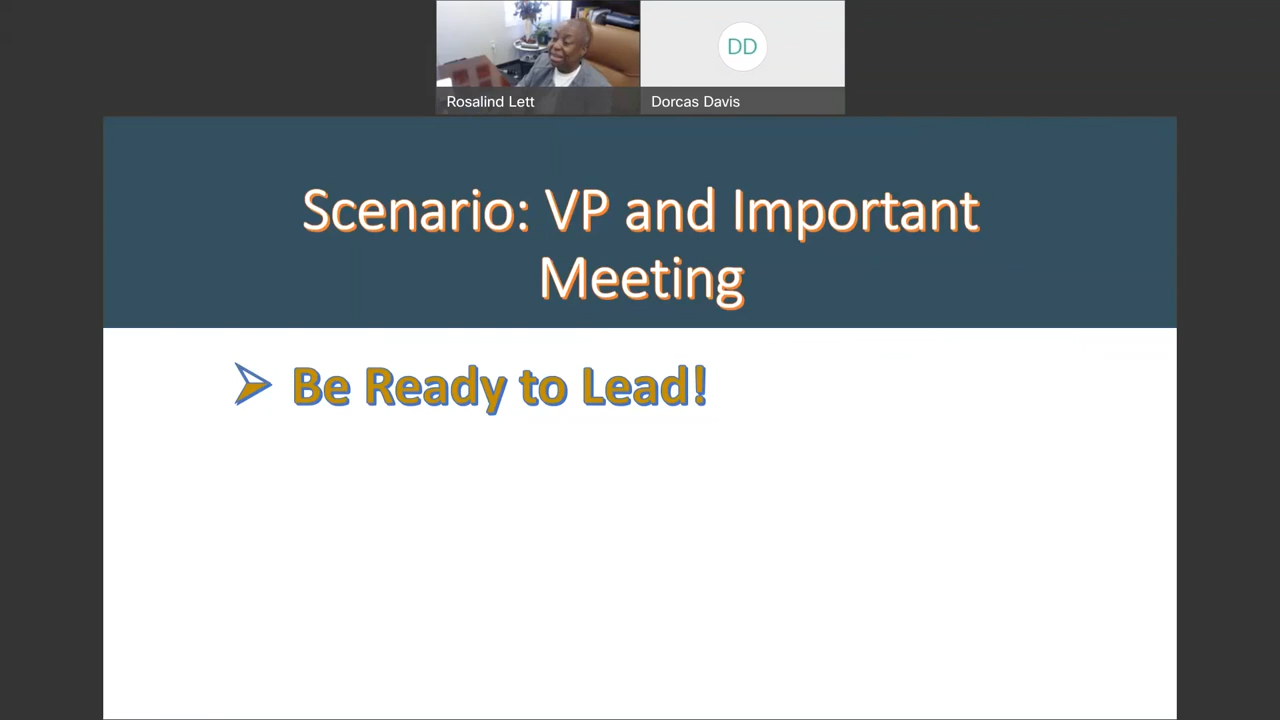 DD
Rosalind Lett
Dorcas Davis
Scenario: VP and Important
Meeting
Be Ready to Lead!